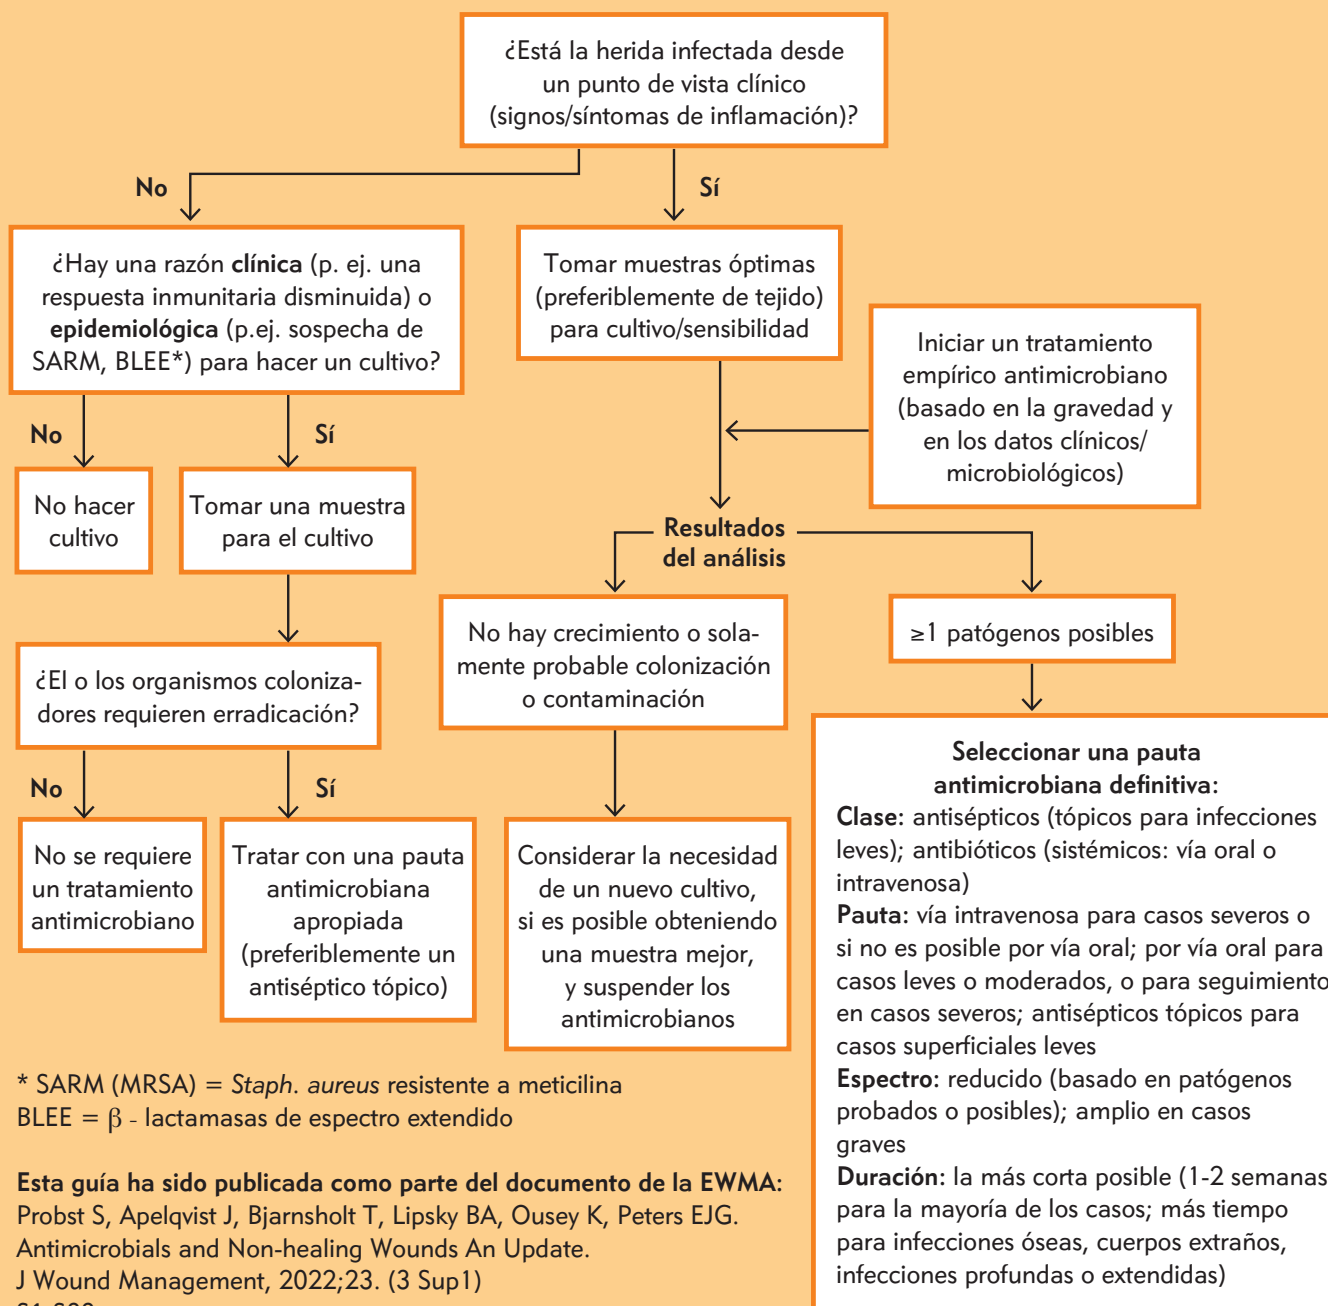 ¿Está la herida infectada desde
un punto de vista clínico
(signos/síntomas de inflamación)?
No
Sí
¿Hay una razón clínica (p. ej. una
respuesta inmunitaria disminuida) o
epidemiológica (p.ej. sospecha de
SARM, BLEE*) para hacer un cultivo?
Tomar muestras óptimas
(preferiblemente de tejido)
para cultivo/sensibilidad
Iniciar un tratamiento
empírico antimicrobiano
(basado en la gravedad y
en los datos clínicos/
microbiológicos)
No
Sí
No hacer
cultivo
Tomar una muestra
para el cultivo
Resultados
del análisis
No hay crecimiento o sola-
mente probable colonización
o contaminación
≥1 patógenos posibles
¿El o los organismos coloniza-
dores requieren erradicación?
No
Sí
No se requiere
un tratamiento
antimicrobiano
Tratar con una pauta
antimicrobiana
apropiada
(preferiblemente un
antiséptico tópico)
Considerar la necesidad
de un nuevo cultivo,
si es posible obteniendo
una muestra mejor,
y suspender los
antimicrobianos
Seleccionar una pauta
antimicrobiana definitiva:
Clase: antisépticos (tópicos para infecciones
leves); antibióticos (sistémicos: vía oral o
intravenosa)
Pauta: vía intravenosa para casos severos o
si no es posible por vía oral; por vía oral para
casos leves o moderados, o para seguimiento
en casos severos; antisépticos tópicos para
casos superficiales leves
Espectro: reducido (basado en patógenos
probados o posibles); amplio en casos
graves
Duración: la más corta posible (1-2 semanas
para la mayoría de los casos; más tiempo
para infecciones óseas, cuerpos extraños,
infecciones profundas o extendidas)
* SARM (MRSA) = Staph. aureus resistente a meticilina
BLEE = β - lactamasas de espectro extendido
Esta guía ha sido publicada como parte del documento de la EWMA:
Probst S, Apelqvist J, Bjarnsholt T, Lipsky BA, Ousey K, Peters EJG.
Antimicrobials and Non-healing Wounds An Update.
J Wound Management, 2022;23. (3 Sup1)